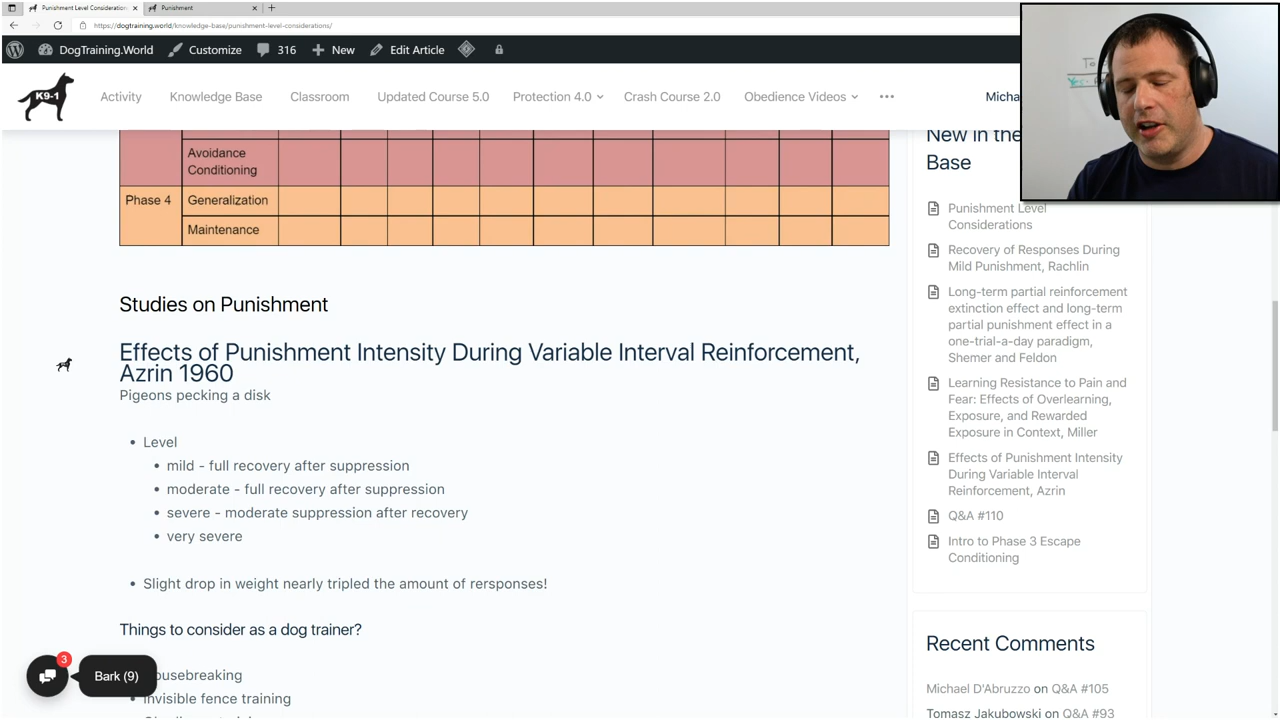 Punishment Level Consideration
Punishment
https://dogtraining.world/knowledge-base/punishment-level-considerations/
DogTraining.World
Customize
316
New
Edit Article
K9-1
Activity
Knowledge Base
Classroom
Updated Course 5.0
Protection 4.0
Crash Course 2.0
Obedience Videos
Micha
Avoidance
Conditioning
Phase 4
Generalization
Maintenance
Studies on Punishment
Effects of Punishment Intensity During Variable Interval Reinforcement,
Azrin 1960
Pigeons pecking a disk
Level
mild - full recovery after suppression
moderate - full recovery after suppression
severe - moderate suppression after recovery
very severe
Slight drop in weight nearly tripled the amount of rersponses!
Things to consider as a dog trainer?
ousebreaking
Invisible fence training
3
Bark (9)
New in the
Base
Punishment Level
Considerations
Recovery of Responses During
Mild Punishment, Rachlin
Long-term partial reinforcement
extinction effect and long-term
partial punishment effect in a
one-trial-a-day paradigm,
Shemer and Feldon
Learning Resistance to Pain and
Fear: Effects of Overlearning,
Exposure, and Rewarded
Exposure in Context, Miller
Effects of Punishment Intensity
During Variable Interval
Reinforcement, Azrin
Q&A #110
Intro to Phase 3 Escape
Conditioning
Recent Comments
Michael D'Abruzzo on Q&A #105
Tomasz Jakubowski on Q&A #93